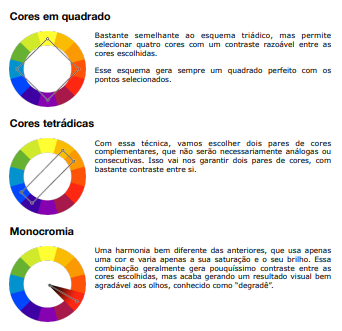 Cores em quadrado
Bastante semelhante ao esquema triádico, mas permite
selecionar quatro cores com um contraste razoável entre as
cores escolhidas.
Esse esquema gera sempre um quadrado perfeito com os
pontos selecionados.
Cores tetrádicas
Com essa técnica, vamos escolher dois pares de cores
complementares, que não serão necessariamente análogas ou
consecutivas. Isso vai nos garantir dois pares de cores, com
bastante contraste entre si.
Monocromia
Uma harmonia bem diferente das anteriores, que usa apenas
uma cor e varia apenas a sua saturação e o seu brilho. Essa
combinação geralmente gera pouquíssimo contraste entre as
cores escolhidas, mas acaba gerando um resultado visual bem
agradável aos olhos, conhecido como "degradê".